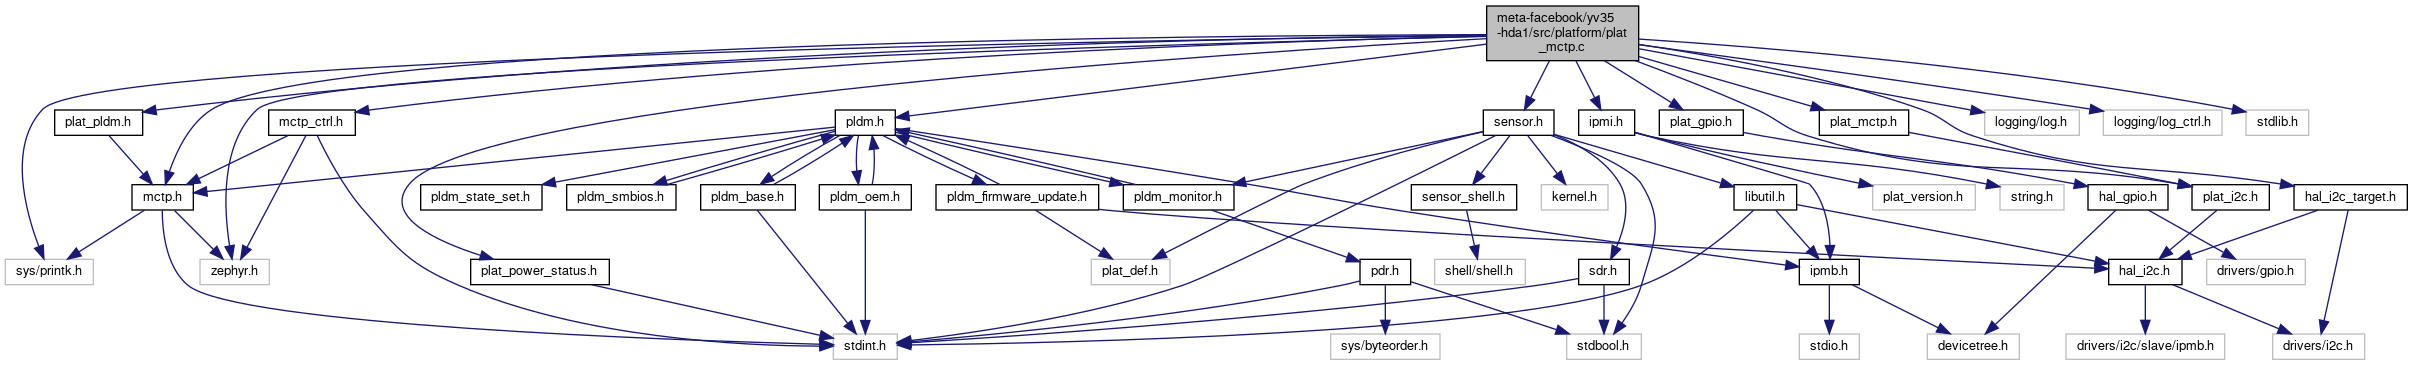 meta-facebook/yv35
-hda1/src/platform/plat
_mctp.c
plat_pldm.h
mctp_ctrl.h
pldm.h
sensor.h
ipmi.h
plat_gpio.h
plat_mctp.h
logging/log.h
logging/log_ctrl.h
stdlib.h
mctp.h
pldm_state_set.h
pldm_smbios.h
pldm_base.h
pldm_oem.h
pldm_firmware_update.h
pldm_monitor.h
sensor_shell.h
kernel.h
libutil.h
plat_version.h
string.h
hal_gpio.h
plat_i2c.h
hal_i2c_target.h
sys/printk.h
zephyr.h
plat_power_status.h
plat_def.h
pdr.h
shell/shell.h
sdr.h
ipmb.h
hal_i2c.h
drivers/gpio.h
stdint.h
sys/byteorder.h
stdbool.h
stdio.h
devicetree.h
drivers/i2c/slave/ipmb.h
drivers/i2c.h